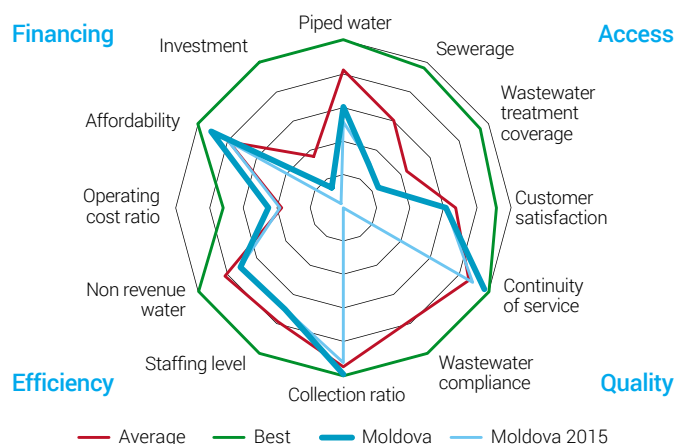 Financing
Access
Efficiency
Quality
Piped water
Sewerage
Wastewater
treatment
coverage
Customer
satisfaction
Continuity
of service
Wastewater
compliance
Collection ratio
Staffing level
Non revenue
water
Operating
cost ratio
Affordability
Investment
Average
Best
Moldova
Moldova 2015